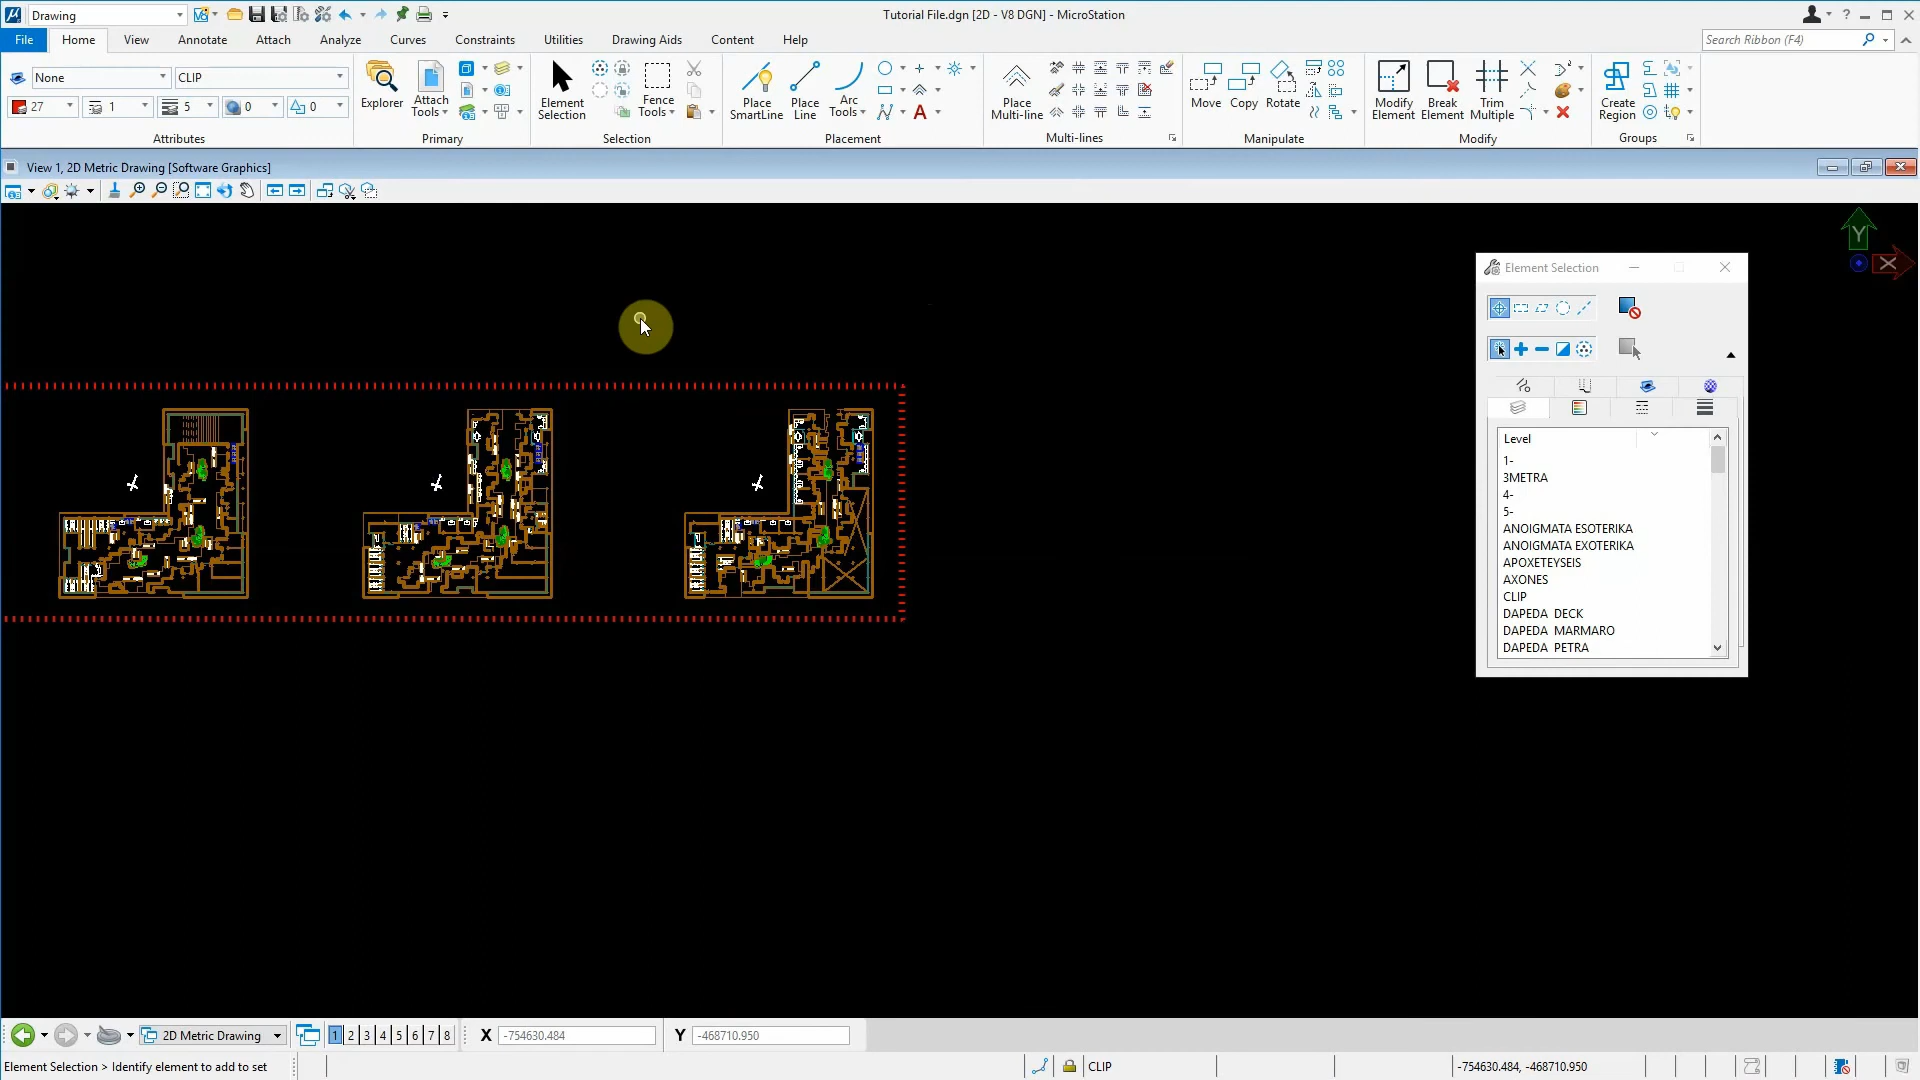 Drawing
Tutorial File.dgn [2D - V8 DGN] - MicroStation
File Home View Annotate Attach Analyze Curves Constraints Utilities Drawing Aids Content Help
Search Ribbon (F4)
None
CLIP
27
1
5
0
0
Attributes
Explorer
Attach Tools
Primary
Element Selection
Fence Tools
Selection
Place SmartLine
Place Line
Arc Tools
Placement
Place Multi-line
Multi-lines
Move
Copy
Rotate
Manipulate
Modify Element
Break Element
Trim Multiple
Modify
Create Region
Groups
View 1, 2D Metric Drawing [Software Graphics]
Y
X
Element Selection
Level
1-
3METRA
4-
5-
ANOIGMATA ESOTERIKA
ANOIGMATA EXOTERIKA
APOXETEYSEIS
AXONES
CLIP
DAPEDA DECK
DAPEDA MARMARO
DAPEDA PETRA
2D Metric Drawing
1 2 3 4 5 6 7 8
X -754630.484
Y -468710.950
Element Selection > Identify element to add to set
CLIP
-754630.484, -468710.950